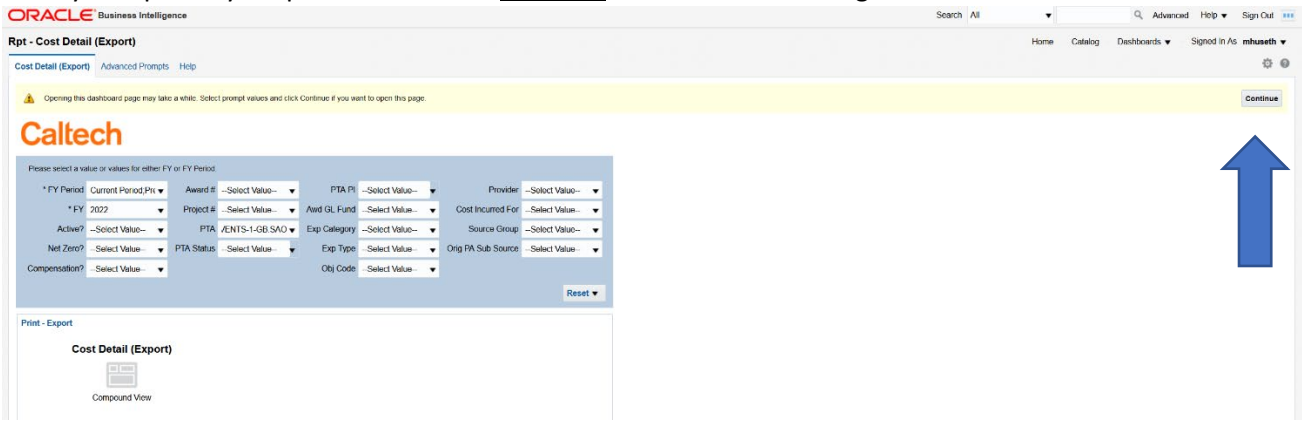 ORACLE Business Intelligence Search All Advanced Help Sign Out
Rpt - Cost Detail (Export) Home Catalog Dashboards Signed In As mhuseth
Cost Detail (Export) Advanced Prompts Help
Opening this dashboard page may take a while. Select prompt values and click Continue if you want to open this page. Continue
Caltech
Please select a value or values for either FY or FY Period
* FY Period Current Period;Pre Award # --Select Value-- PTA PI --Select Value-- Provider --Select Value--
* FY 2022 Project # --Select Value-- Awd GL Fund --Select Value-- Cost Incurred For --Select Value--
Active? --Select Value-- PTA /ENTS-1-GB.SAO Exp Category --Select Value-- Source Group --Select Value--
Net Zero? --Select Value-- PTA Status --Select Value-- Exp Type --Select Value-- Orig PA Sub Source --Select Value--
Compensation? --Select Value-- Obj Code --Select Value--
Reset
Print - Export
Cost Detail (Export)
Compound View